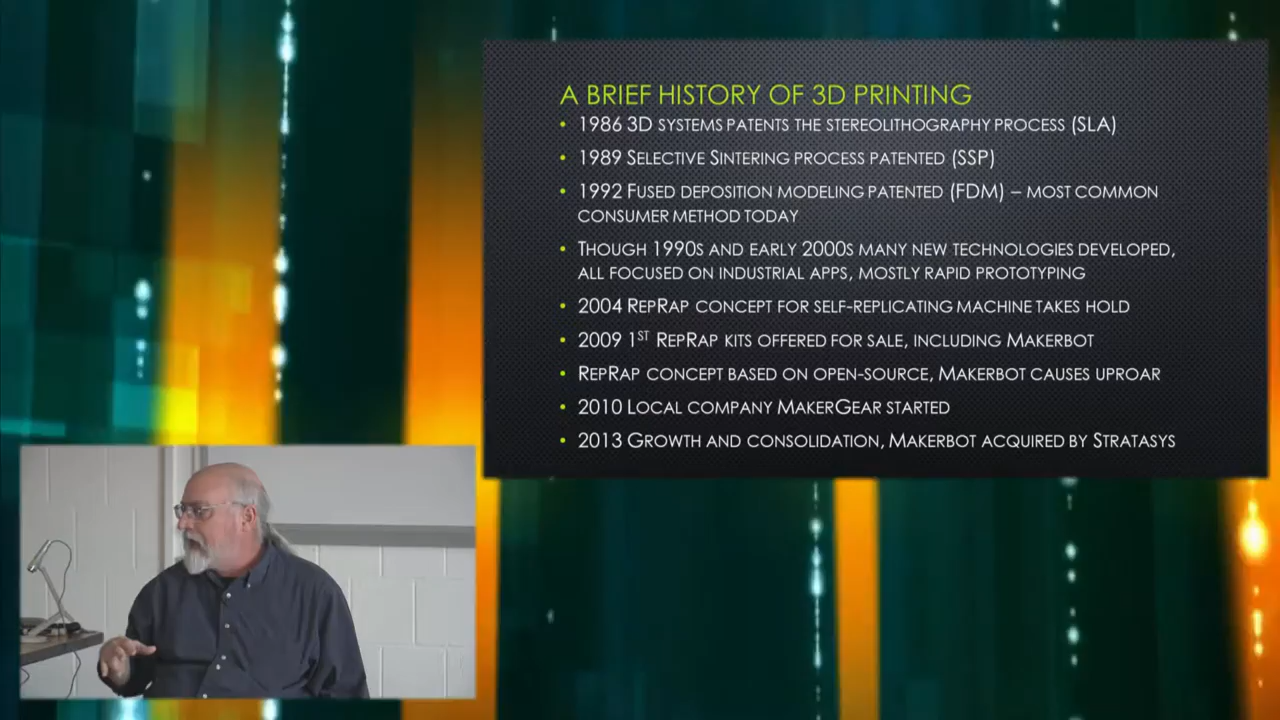 A BRIEF HISTORY OF 3D PRINTING
• 1986 3D SYSTEMS PATENTS THE STEREOLITHOGRAPHY PROCESS (SLA)
• 1989 SELECTIVE SINTERING PROCESS PATENTED (SSP)
• 1992 FUSED DEPOSITION MODELING PATENTED (FDM) – MOST COMMON
CONSUMER METHOD TODAY
• THOUGH 1990S AND EARLY 2000S MANY NEW TECHNOLOGIES DEVELOPED,
ALL FOCUSED ON INDUSTRIAL APPS, MOSTLY RAPID PROTOTYPING
• 2004 REPRAP CONCEPT FOR SELF-REPLICATING MACHINE TAKES HOLD
• 2009 1ST REPRAP KITS OFFERED FOR SALE, INCLUDING MAKERBOT
• REPRAP CONCEPT BASED ON OPEN-SOURCE, MAKERBOT CAUSES UPROAR
• 2010 LOCAL COMPANY MAKERGEAR STARTED
• 2013 GROWTH AND CONSOLIDATION, MAKERBOT ACQUIRED BY STRATASYS